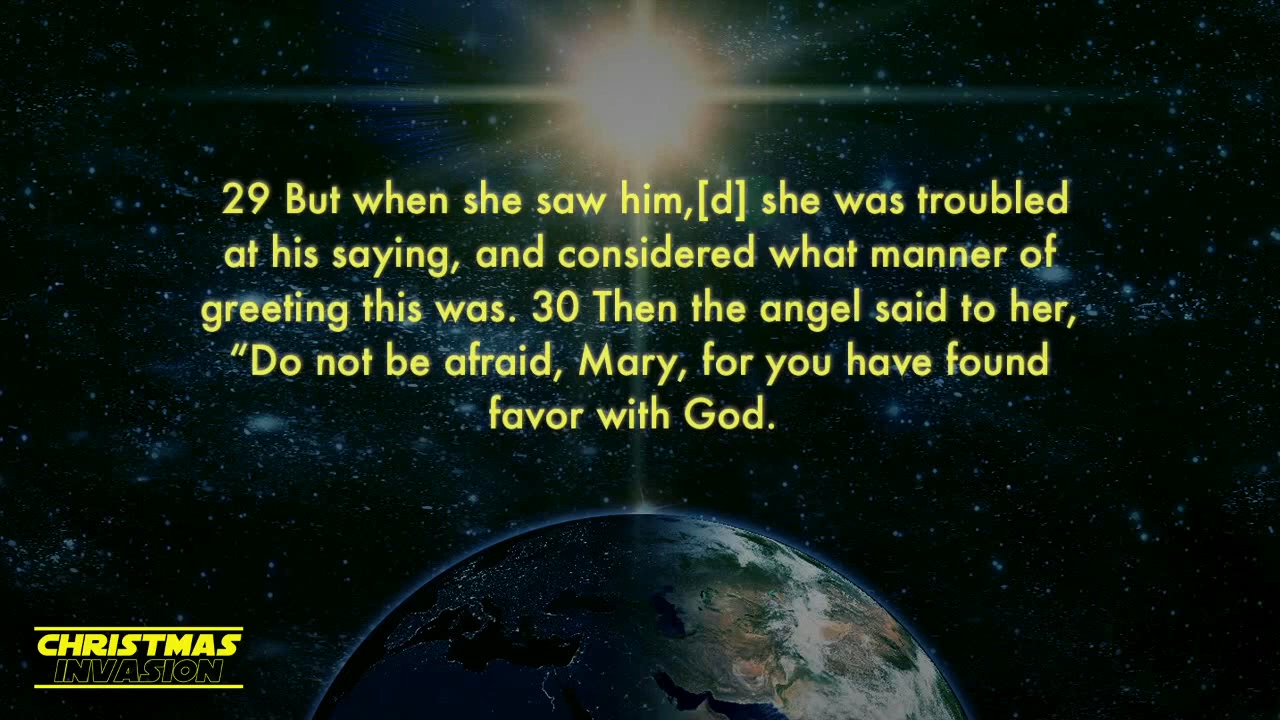 29 But when she saw him,[d] she was troubled
at his saying, and considered what manner of
greeting this was. 30 Then the angel said to her,
“Do not be afraid, Mary, for you have found
favor with God.
CHRISTMAS
INVASION